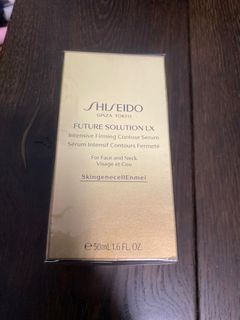 SHISEIDO
GINZA TOKYO
FUTURE SOLUTION LX
Intensive Firming Contour Serum
Sérum Intensif Contours Fermeté
For Face and Neck
Visage et Cou
SkingenecellEnmei
e 50mL 1.6 FL. OZ.